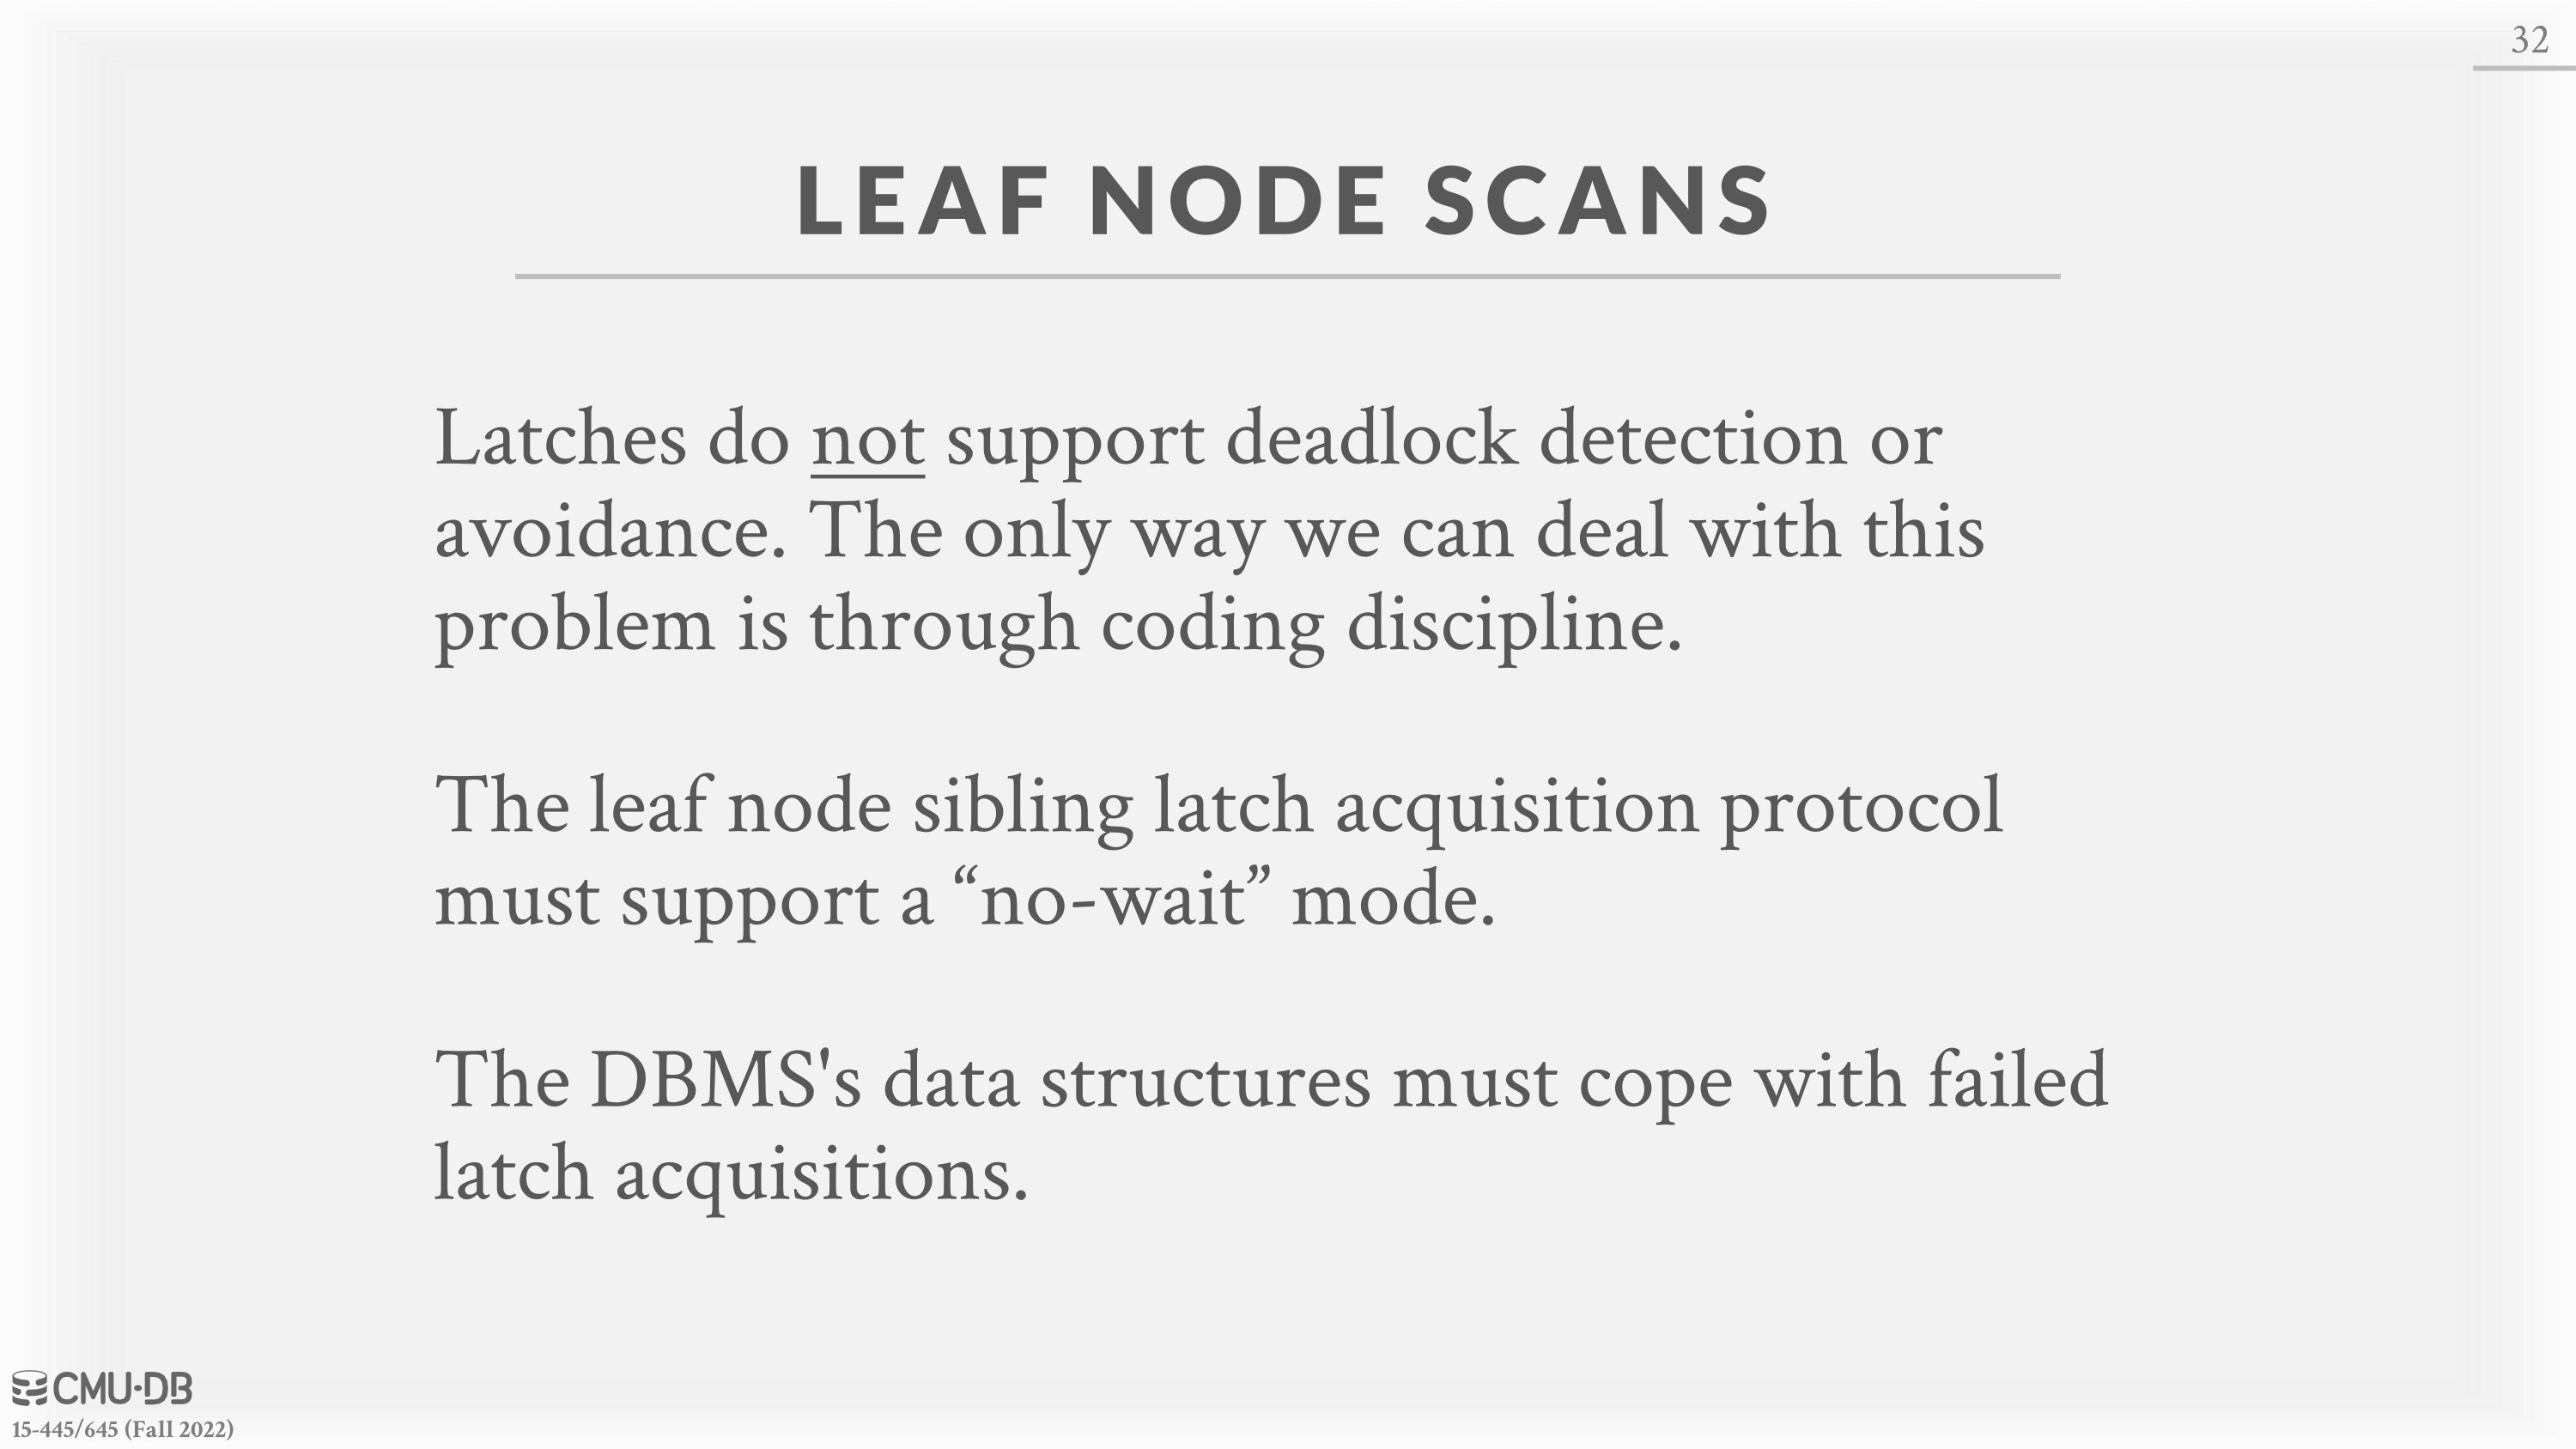 32
LEAF NODE SCANS
Latches do not support deadlock detection or
avoidance. The only way we can deal with this
problem is through coding discipline.
The leaf node sibling latch acquisition protocol
must support a “no-wait” mode.
The DBMS's data structures must cope with failed
latch acquisitions.
CMU·DB
15-445/645 (Fall 2022)